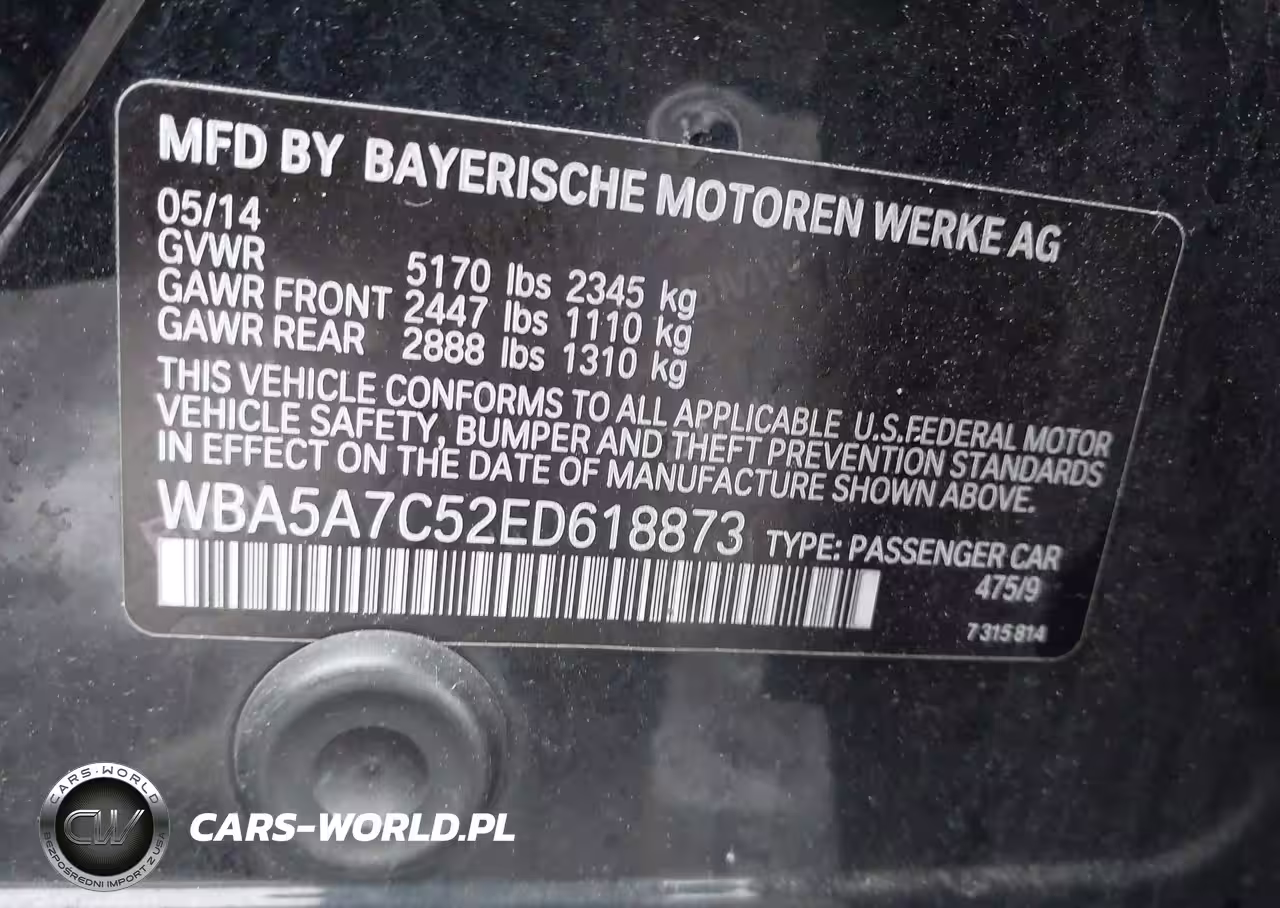 MFD BY BAYERISCHE MOTOREN WERKE AG
05/14
GVWR 5170 lbs 2345 kg
GAWR FRONT 2447 lbs 1110 kg
GAWR REAR 2888 lbs 1310 kg
THIS VEHICLE CONFORMS TO ALL APPLICABLE U.S.FEDERAL MOTOR
VEHICLE SAFETY, BUMPER AND THEFT PREVENTION STANDARDS
IN EFFECT ON THE DATE OF MANUFACTURE SHOWN ABOVE.
WBA5A7C52ED618873 TYPE: PASSENGER CAR
475/9
7 315 814
CARS-WORLD
CW
BEZPOŚREDNI IMPORT Z USA
CARS-WORLD.PL